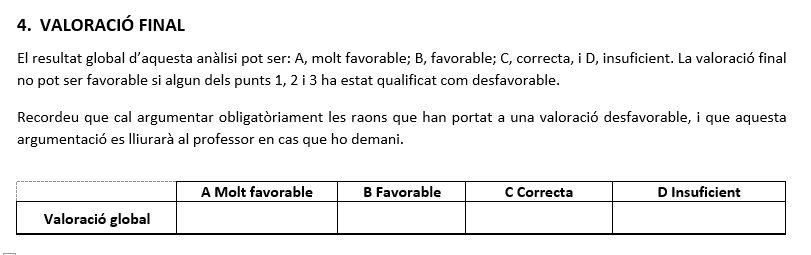 4. VALORACIÓ FINAL
El resultat global d'aquesta anàlisi pot ser: A, molt favorable; B, favorable; C, correcta, i D, insuficient. La valoració final
no pot ser favorable si algun dels punts 1, 2 i 3 ha estat qualificat com desfavorable.
Recordeu que cal argumentar obligatòriament les raons que han portat a una valoració desfavorable, i que aquesta
argumentació es lliurarà al professor en cas que ho demani.
A Molt favorable B Favorable C Correcta D Insuficient
Valoració global